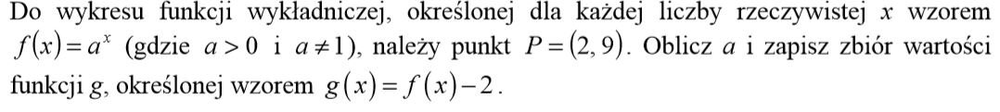 Do wykresu funkcji wykładniczej, określonej dla każdej liczby rzeczywistej x wzorem
f(x)=aˣ (gdzie a>0 i a≠1), należy punkt P=(2,9). Oblicz a i zapisz zbiór wartości
funkcji g, określonej wzorem g(x)=f(x)−2.